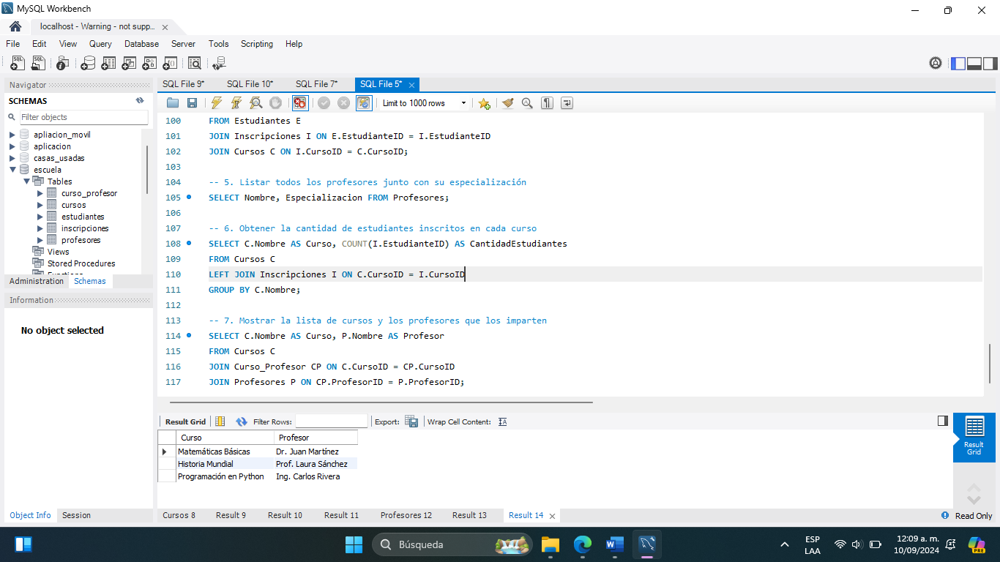 MySQL Workbench
localhost - Warning - not supp...
File Edit View Query Database Server Tools Scripting Help
Navigator
SCHEMAS
Filter objects
apliacion_movil
aplicacion
casas_usadas
escuela
Tables
curso_profesor
cursos
estudiantes
inscripciones
profesores
Views
Stored Procedures
Functions
Administration Schemas
Information
No object selected
Object Info Session
SQL File 9* SQL File 10* SQL File 7* SQL File 5*
Limit to 1000 rows
100 FROM Estudiantes E
101 JOIN Inscripciones I ON E.EstudianteID = I.EstudianteID
102 JOIN Cursos C ON I.CursoID = C.CursoID;
103
104 -- 5. Listar todos los profesores junto con su especialización
105 SELECT Nombre, Especializacion FROM Profesores;
106
107 -- 6. Obtener la cantidad de estudiantes inscritos en cada curso
108 SELECT C.Nombre AS Curso, COUNT(I.EstudianteID) AS CantidadEstudiantes
109 FROM Cursos C
110 LEFT JOIN Inscripciones I ON C.CursoID = I.CursoID
111 GROUP BY C.Nombre;
112
113 -- 7. Mostrar la lista de cursos y los profesores que los imparten
114 SELECT C.Nombre AS Curso, P.Nombre AS Profesor
115 FROM Cursos C
116 JOIN Curso_Profesor CP ON C.CursoID = CP.CursoID
117 JOIN Profesores P ON CP.ProfesorID = P.ProfesorID;
Result Grid Filter Rows: Export: Wrap Cell Content:
Curso Profesor
Matemáticas Básicas Dr. Juan Martínez
Historia Mundial Prof. Laura Sánchez
Programación en Python Ing. Carlos Rivera
Result
Grid
Cursos 8 Result 9 Result 10 Result 11 Profesores 12 Result 13 Result 14
Read Only
Búsqueda
ESP
LAA
12:09 a. m.
10/09/2024
PRE